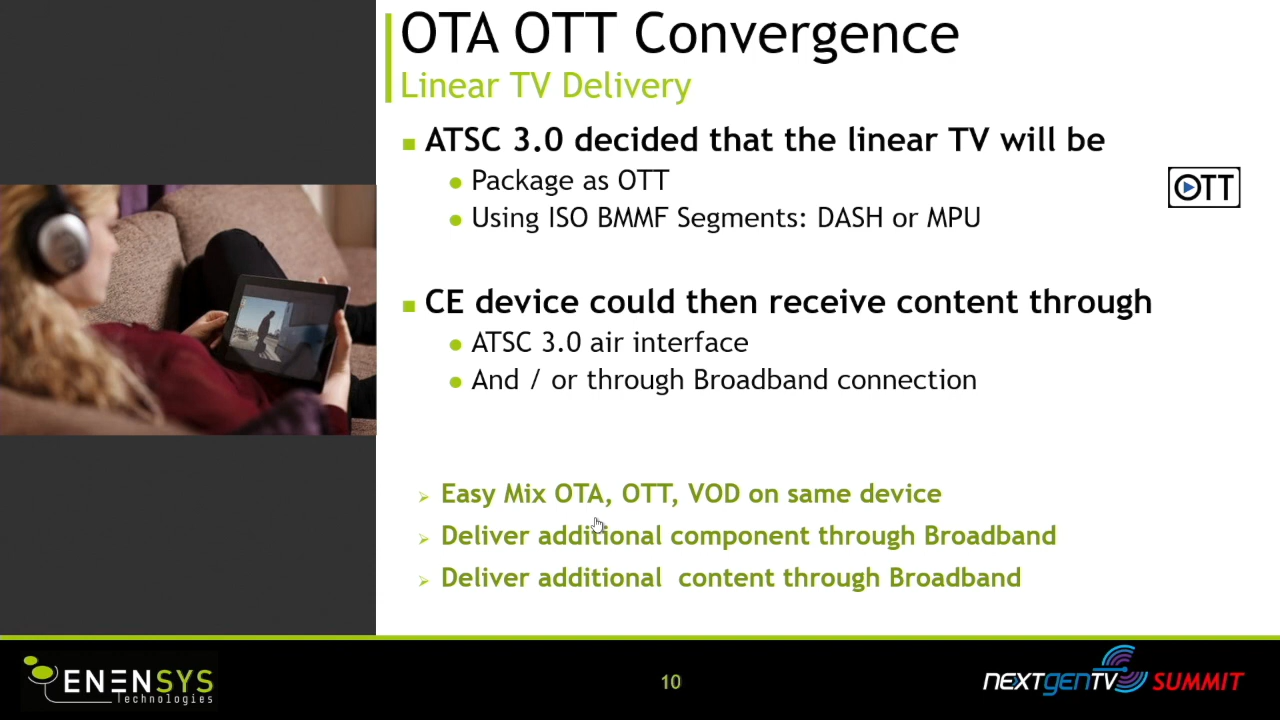 OTA OTT Convergence
Linear TV Delivery
ATSC 3.0 decided that the linear TV will be
Package as OTT
Using ISO BMMF Segments: DASH or MPU
OTT
CE device could then receive content through
ATSC 3.0 air interface
And / or through Broadband connection
Easy Mix OTA, OTT, VOD on same device
Deliver additional component through Broadband
Deliver additional content through Broadband
ENENSYS
Technologies
10
NEXTGENTV SUMMIT